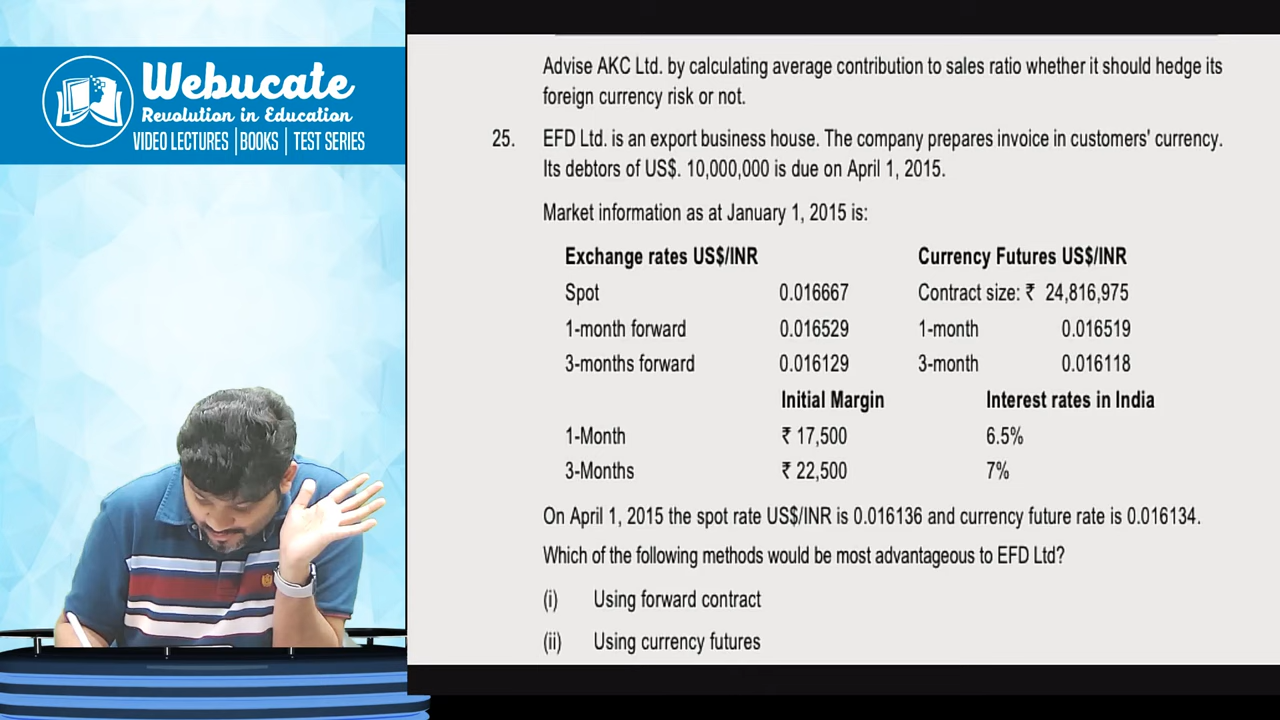 Webucate
Revolution in Education
VIDEO LECTURES | BOOKS | TEST SERIES
Advise AKC Ltd. by calculating average contribution to sales ratio whether it should hedge its
foreign currency risk or not.
25. EFD Ltd. is an export business house. The company prepares invoice in customers' currency.
Its debtors of US$. 10,000,000 is due on April 1, 2015.
Market information as at January 1, 2015 is:
Exchange rates US$/INR Currency Futures US$/INR
Spot 0.016667 Contract size: ₹ 24,816,975
1-month forward 0.016529 1-month 0.016519
3-months forward 0.016129 3-month 0.016118
Initial Margin Interest rates in India
1-Month ₹ 17,500 6.5%
3-Months ₹ 22,500 7%
On April 1, 2015 the spot rate US$/INR is 0.016136 and currency future rate is 0.016134.
Which of the following methods would be most advantageous to EFD Ltd?
(i) Using forward contract
(ii) Using currency futures